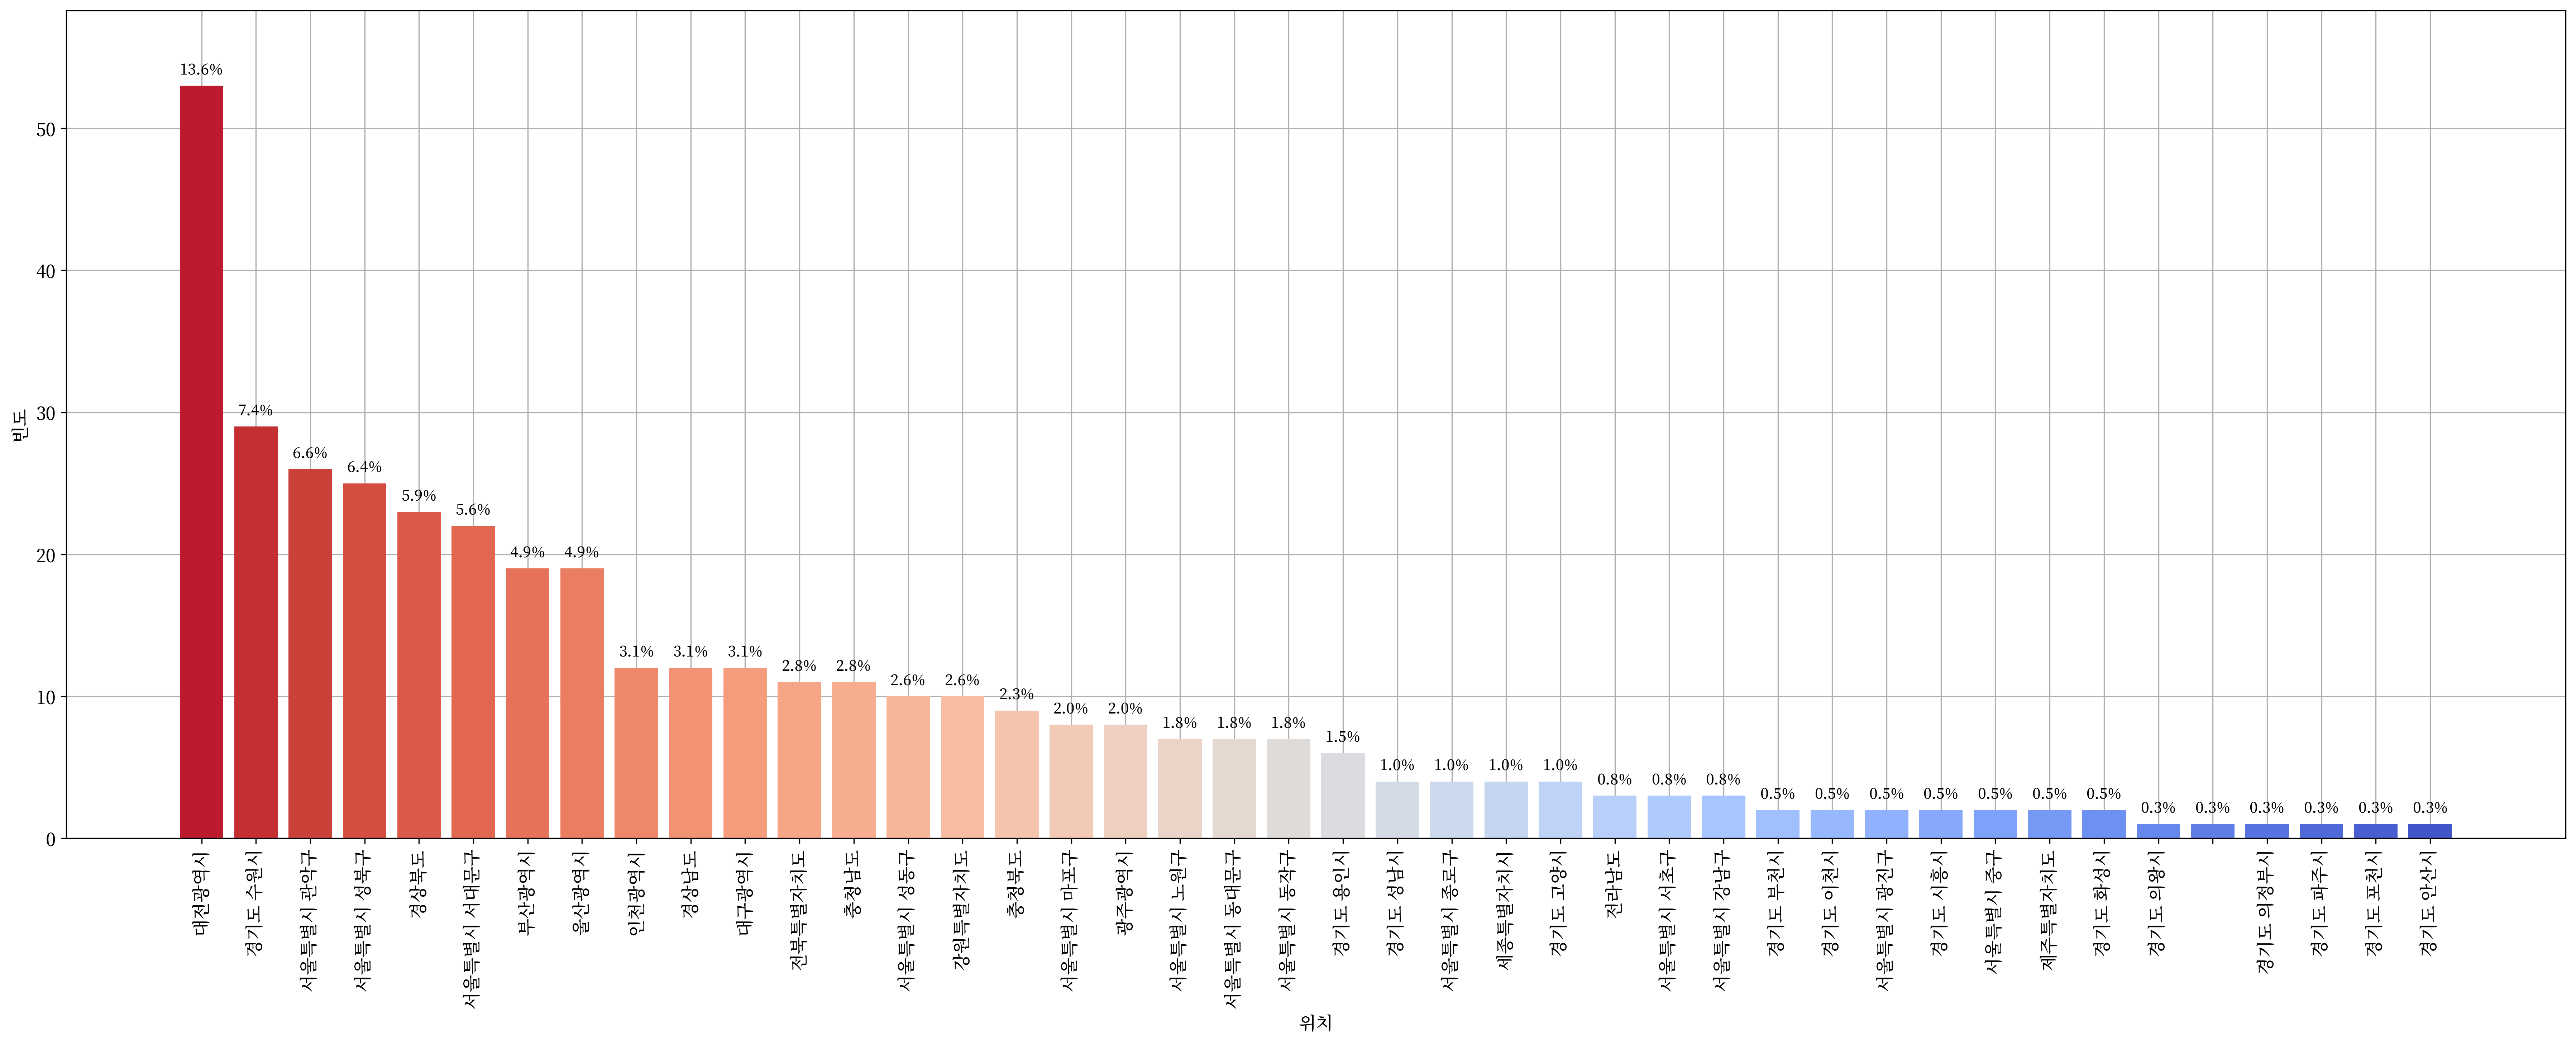 빈도
50
40
30
20
10
0
13.6%
7.4%
6.6%
6.4%
5.9%
5.6%
4.9%
4.9%
3.1%
3.1%
3.1%
2.8%
2.8%
2.6%
2.6%
2.3%
2.0%
2.0%
1.8%
1.8%
1.8%
1.5%
1.0%
1.0%
1.0%
1.0%
0.8%
0.8%
0.8%
0.5%
0.5%
0.5%
0.5%
0.5%
0.5%
0.5%
0.3%
0.3%
0.3%
0.3%
0.3%
0.3%
대전광역시
경기도 수원시
서울특별시 관악구
서울특별시 성북구
경상북도
서울특별시 서대문구
부산광역시
울산광역시
인천광역시
경상남도
대구광역시
전북특별자치도
충청남도
서울특별시 성동구
강원특별자치도
충청북도
서울특별시 마포구
광주광역시
서울특별시 노원구
서울특별시 동대문구
서울특별시 동작구
경기도 용인시
경기도 성남시
서울특별시 종로구
세종특별자치시
경기도 고양시
전라남도
서울특별시 서초구
서울특별시 강남구
경기도 부천시
경기도 이천시
서울특별시 광진구
경기도 시흥시
서울특별시 중구
제주특별자치도
경기도 화성시
경기도 의왕시
경기도 의정부시
경기도 파주시
경기도 포천시
경기도 안산시
위치